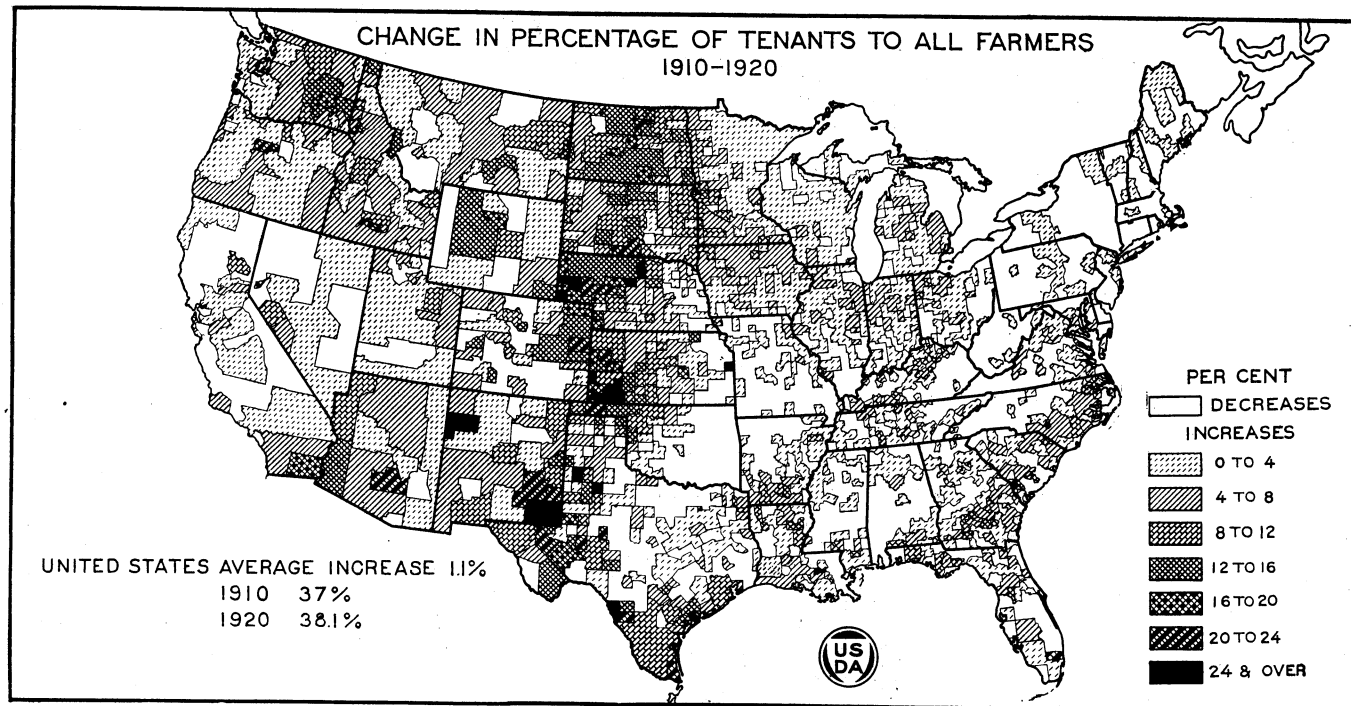 CHANGE IN PERCENTAGE OF TENANTS TO ALL FARMERS
1910-1920
PER CENT
DECREASES
INCREASES
0 TO 4
4 TO 8
8 TO 12
12 TO 16
16 TO 20
20 TO 24
24 & OVER
UNITED STATES AVERAGE INCREASE 1.1%
1910 37%
1920 38.1%
US
DA